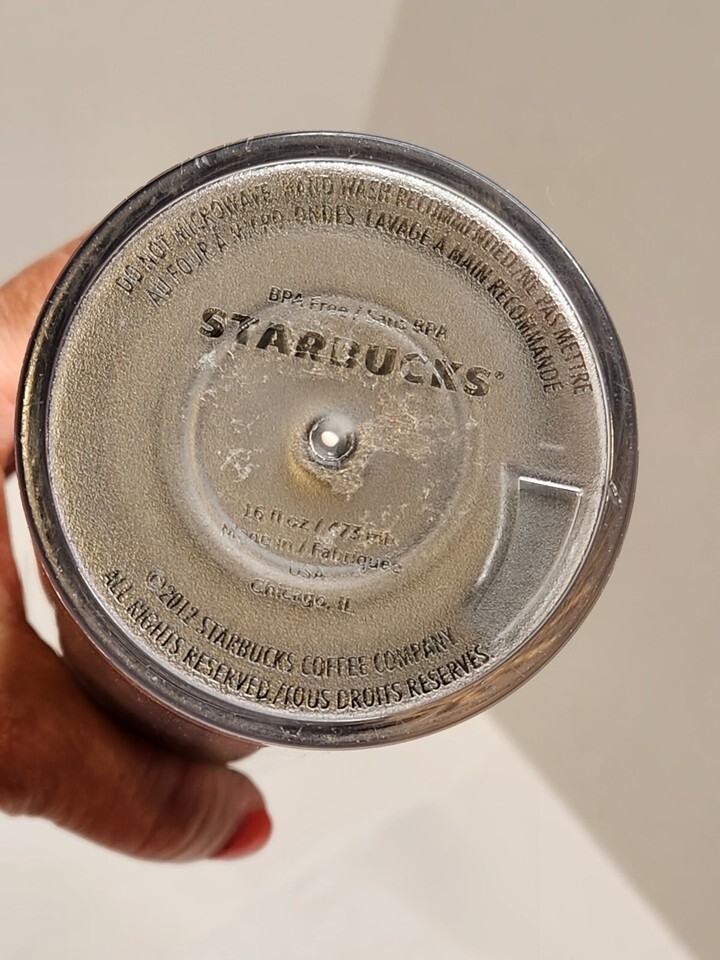 DO NOT MICROWAVE. HAND WASH RECOMMENDED / NE PAS METTRE
AU FOUR À MICRO-ONDES. LAVAGE À MAIN RECOMMANDÉ
BPA Free / Sans BPA
STARBUCKS®
16 fl oz / 473 mL
Made in / Fabriquée
USA
Chicago, IL
©2012 STARBUCKS COFFEE COMPANY.
ALL RIGHTS RESERVED / TOUS DROITS RÉSERVÉS